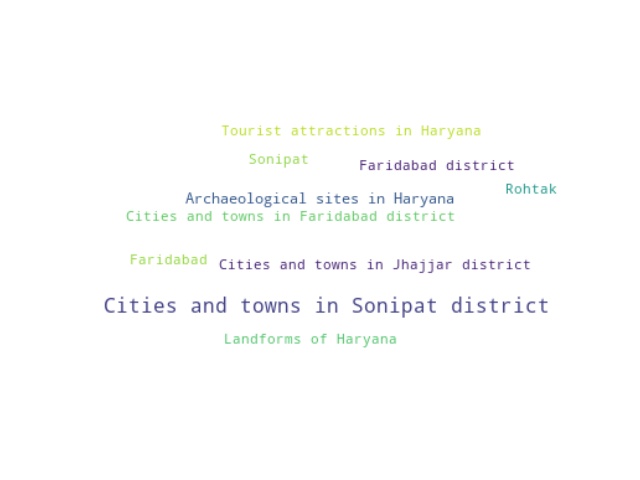 Tourist attractions in Haryana
Sonipat
Faridabad district
Rohtak
Archaeological sites in Haryana
Cities and towns in Faridabad district
Faridabad
Cities and towns in Jhajjar district
Cities and towns in Sonipat district
Landforms of Haryana